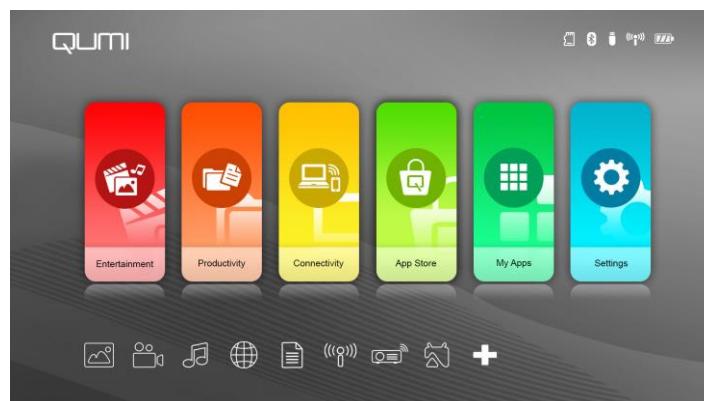 QUMI
Entertainment
Productivity
Connectivity
App Store
My Apps
Settings